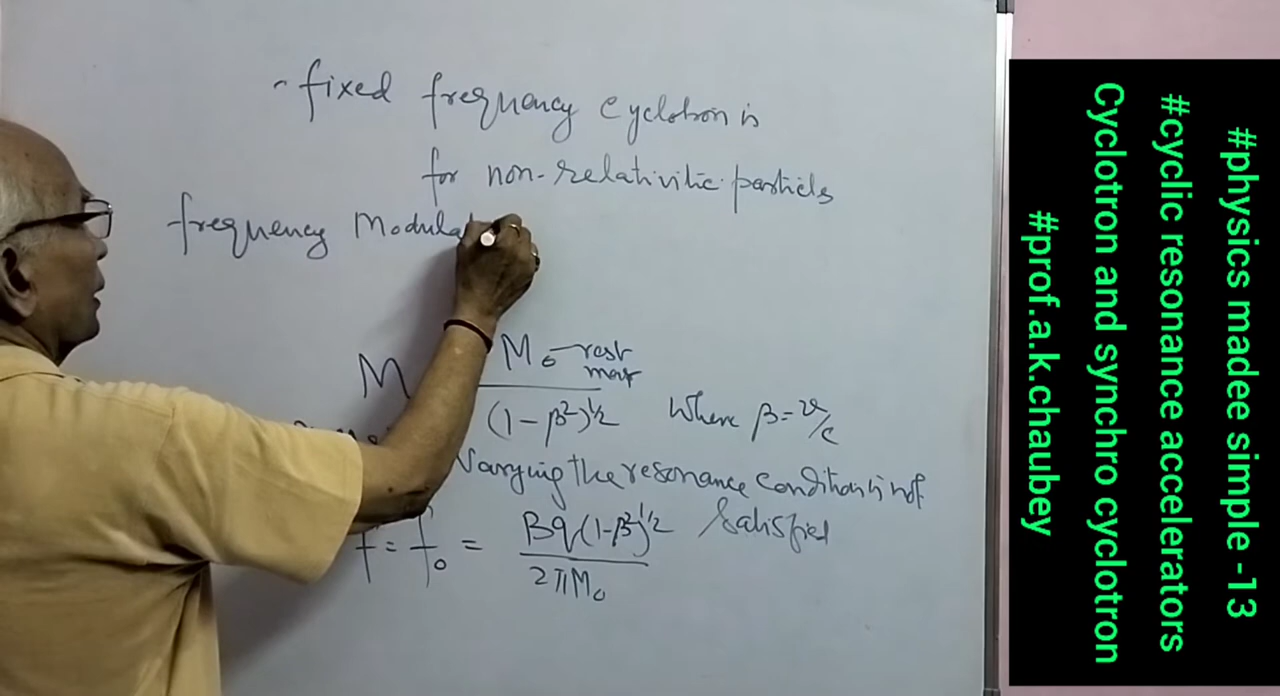 - fixed frequency cyclotron is
for non-relativitic particles
frequency Modula
M M₀ rest
mass
(1-β²)^1/2 Where β=v/c
Varying the resonance condition is not
f = f₀ = Bq(1-β²)^1/2 Satisfied
2πM₀
#physics madee simple -13
#cyclic resonance accelerators
Cyclotron and synchro cyclotron
#prof.a.k.chaubey